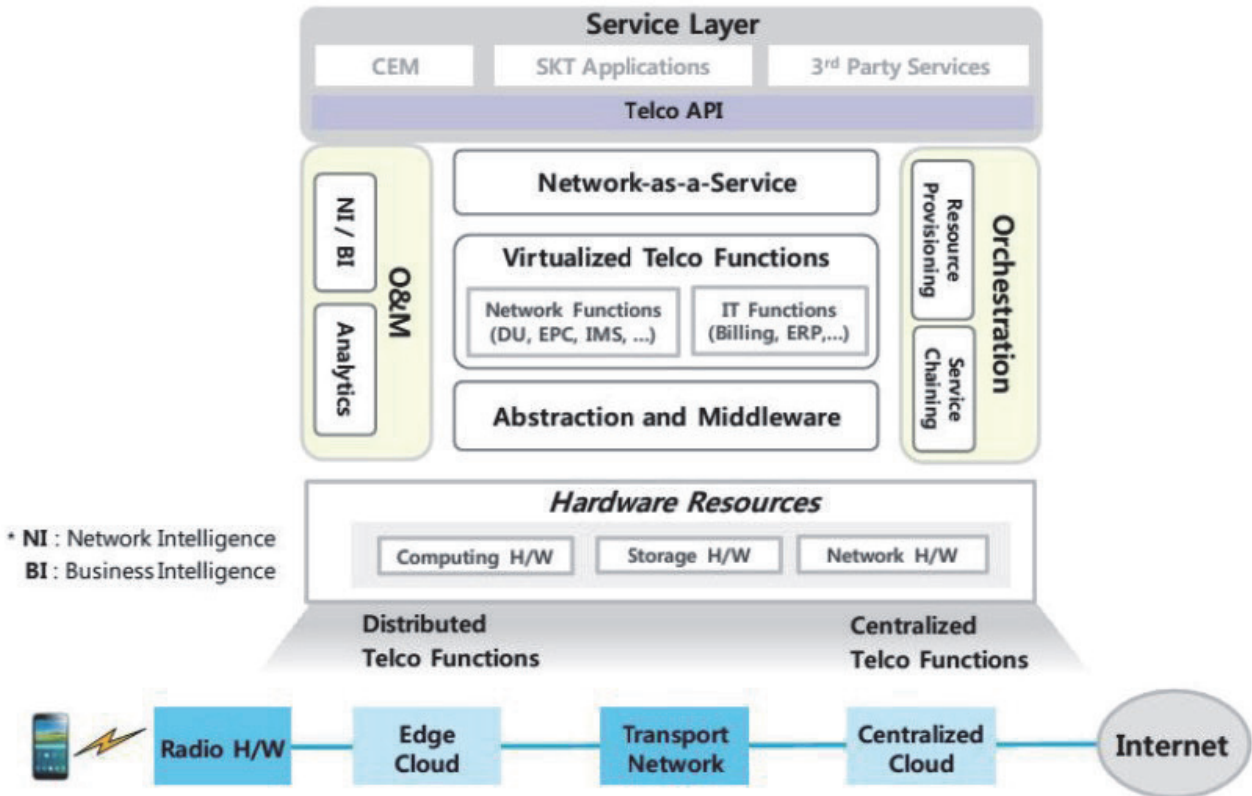 Service Layer
CEM
SKT Applications
3rd Party Services
Telco API
NI / BI
Analytics
O&M
Network-as-a-Service
Virtualized Telco Functions
Network Functions
(DU, EPC, IMS, ...)
IT Functions
(Billing, ERP,...)
Abstraction and Middleware
Resource
Provisioning
Service
Chaining
Orchestration
Hardware Resources
Computing H/W
Storage H/W
Network H/W
* NI : Network Intelligence
BI : Business Intelligence
Distributed
Telco Functions
Centralized
Telco Functions
Radio H/W
Edge
Cloud
Transport
Network
Centralized
Cloud
Internet